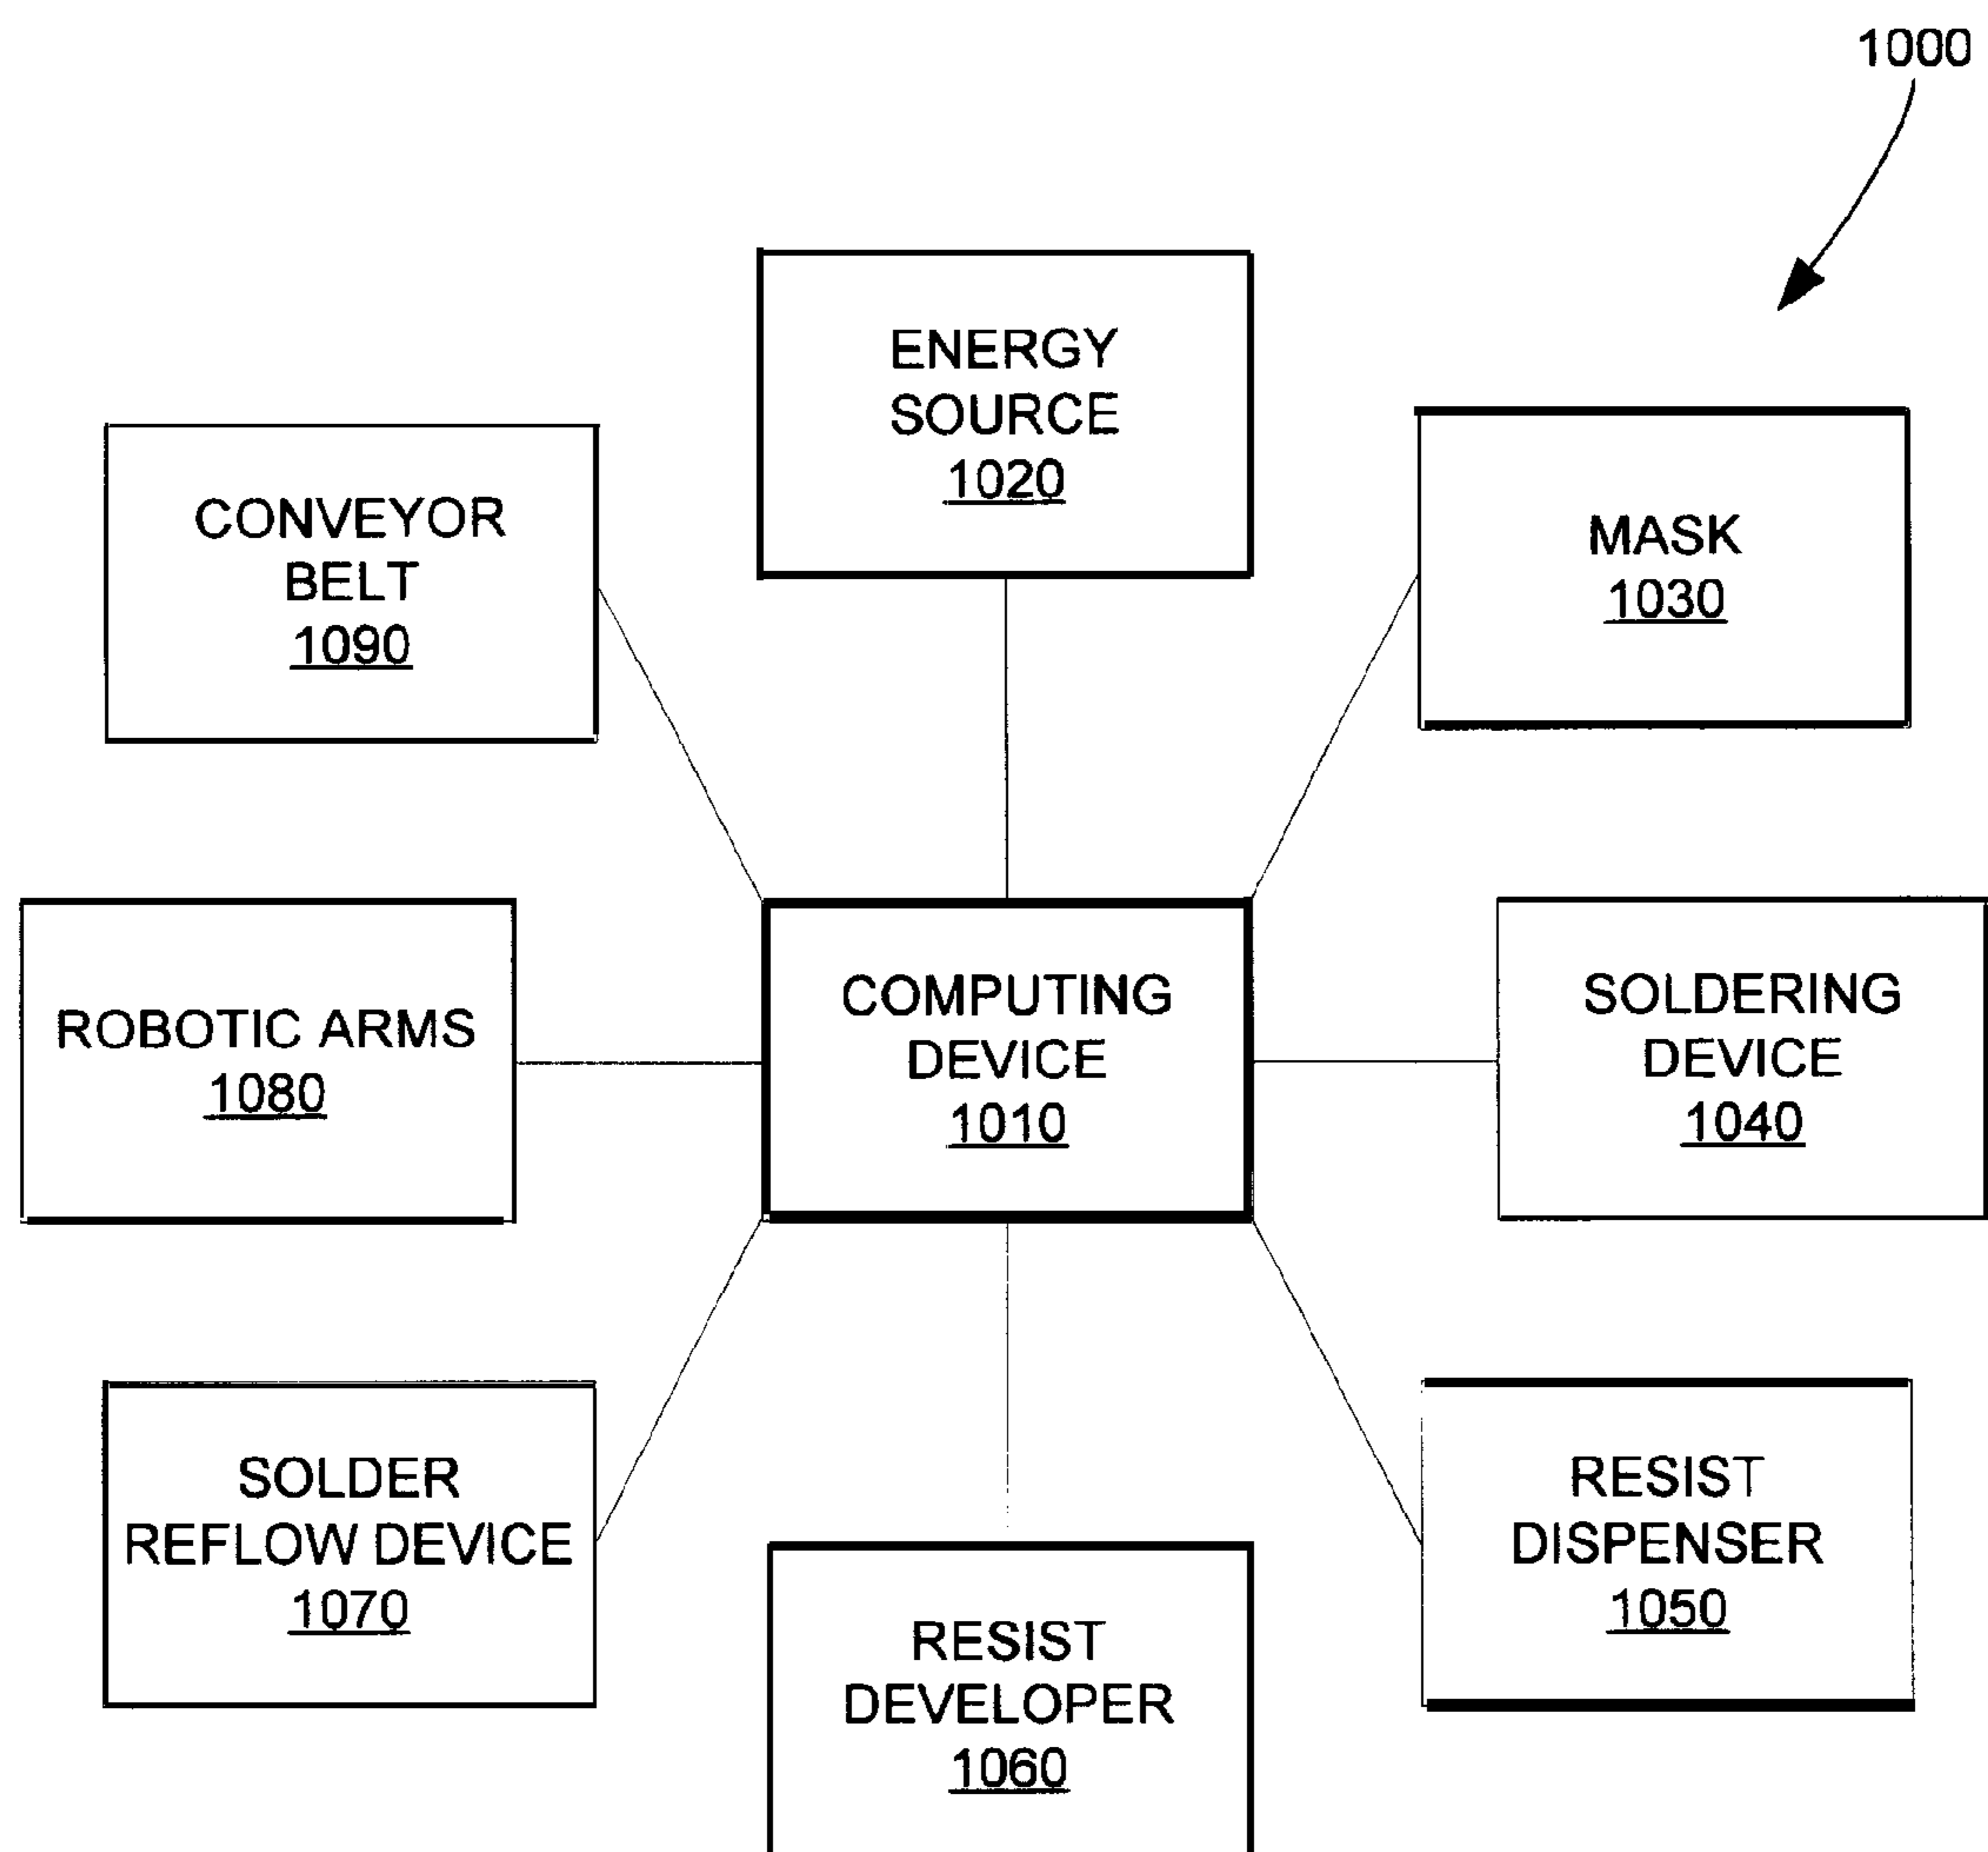 1000
ENERGY
SOURCE
1020
CONVEYOR
BELT
1090
MASK
1030
ROBOTIC ARMS
1080
COMPUTING
DEVICE
1010
SOLDERING
DEVICE
1040
SOLDER
REFLOW DEVICE
1070
RESIST
DISPENSER
1050
RESIST
DEVELOPER
1060